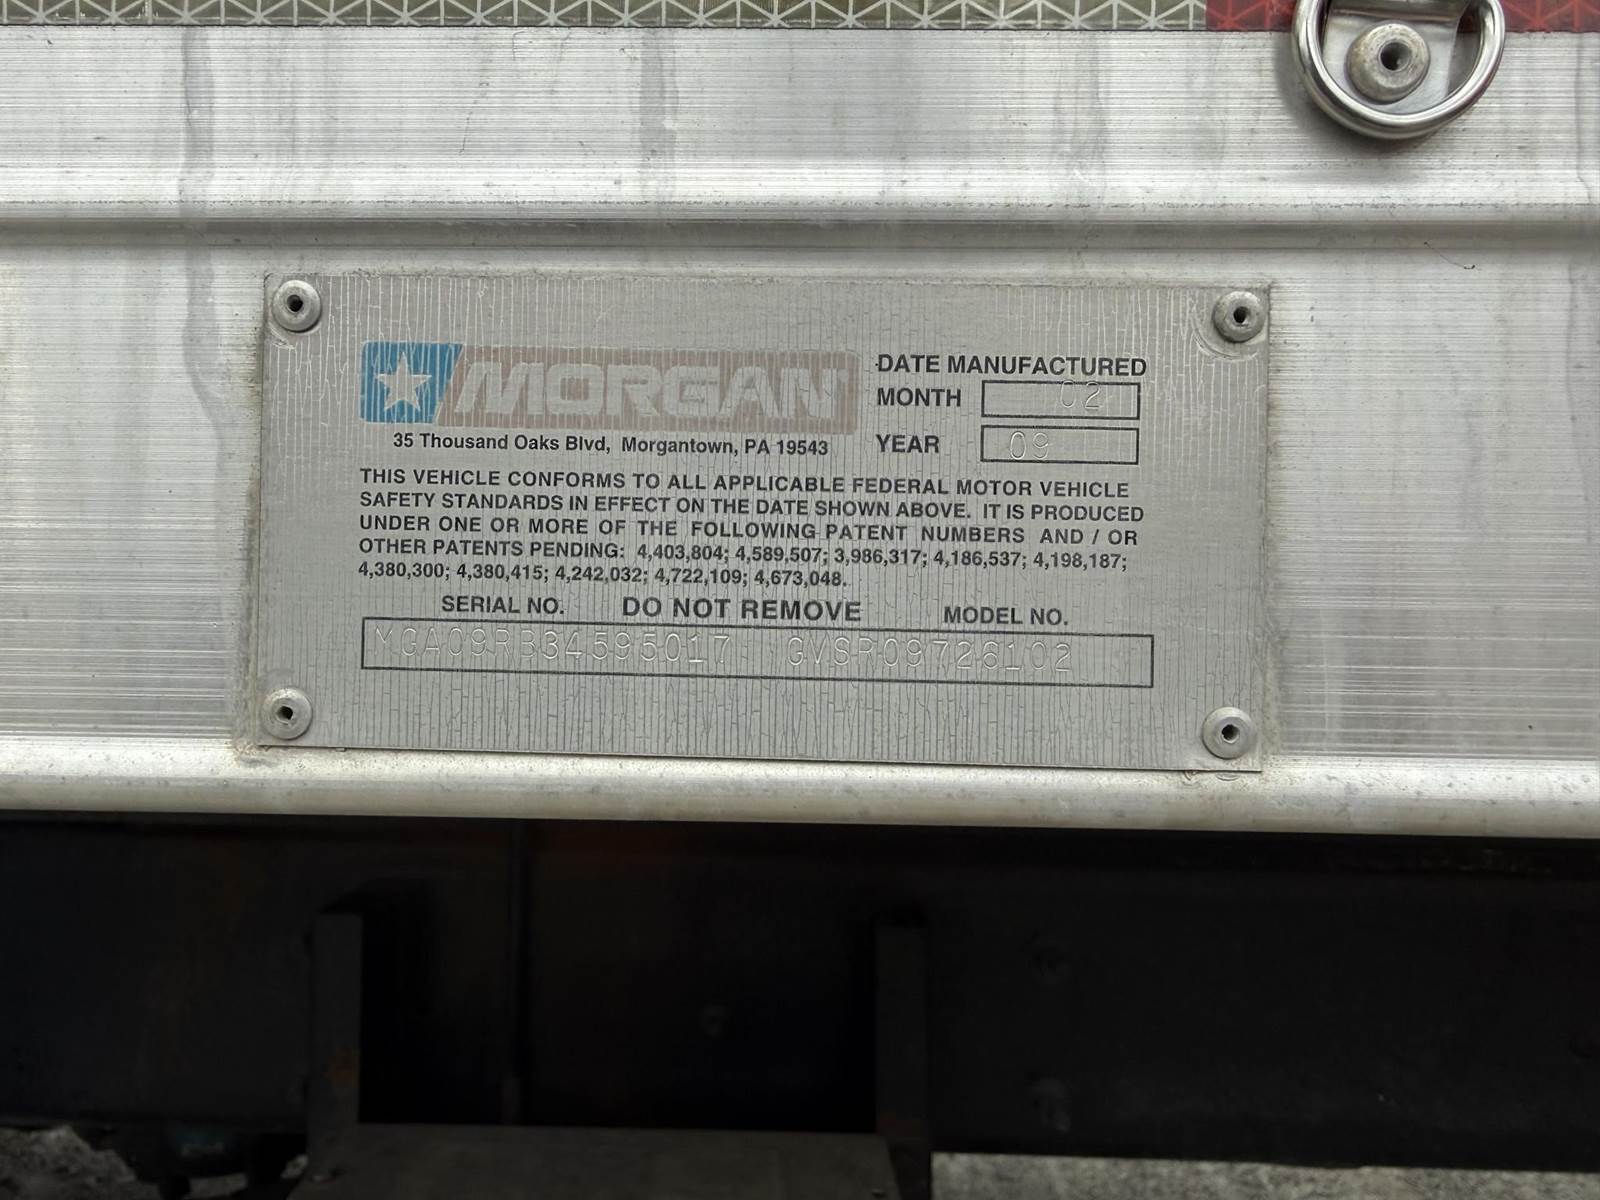 MORGAN
35 Thousand Oaks Blvd, Morgantown, PA 19543
DATE MANUFACTURED
MONTH 02
YEAR 09
THIS VEHICLE CONFORMS TO ALL APPLICABLE FEDERAL MOTOR VEHICLE
SAFETY STANDARDS IN EFFECT ON THE DATE SHOWN ABOVE. IT IS PRODUCED
UNDER ONE OR MORE OF THE FOLLOWING PATENT NUMBERS AND / OR
OTHER PATENTS PENDING: 4,403,804; 4,589,507; 3,986,317; 4,186,537; 4,198,187;
4,380,300; 4,380,415; 4,242,032; 4,722,109; 4,673,048.
SERIAL NO. DO NOT REMOVE MODEL NO.
MGA09RB34595017 GVSR09726102